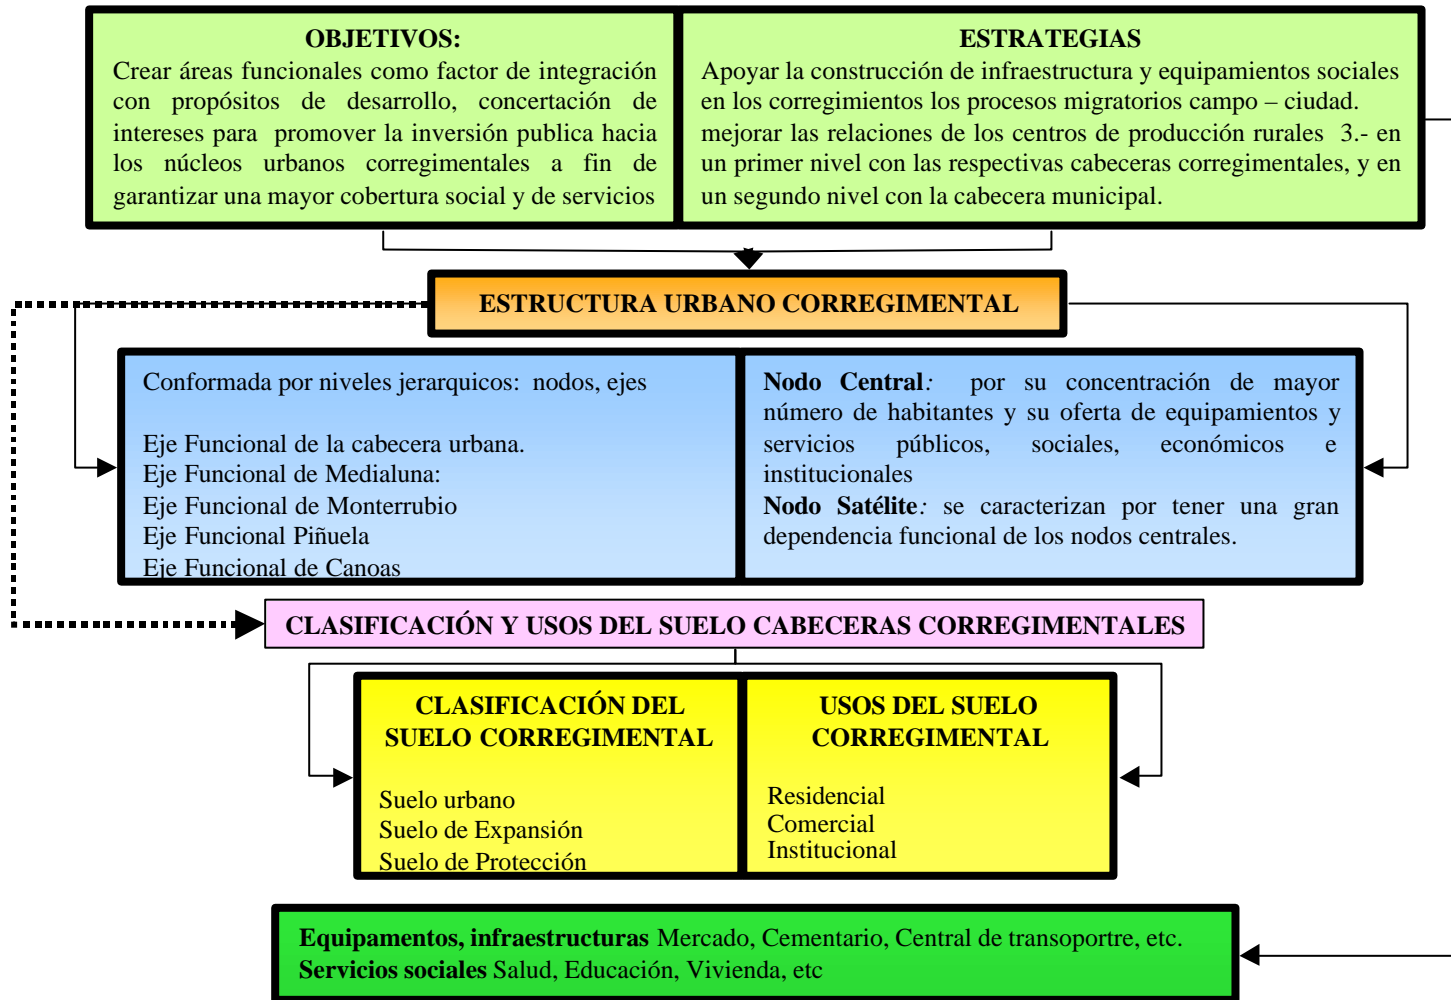 OBJETIVOS:
Crear áreas funcionales como factor de integración
con propósitos de desarrollo, concertación de
intereses para promover la inversión publica hacia
los núcleos urbanos corregimentales a fin de
garantizar una mayor cobertura social y de servicios
ESTRATEGIAS
Apoyar la construcción de infraestructura y equipamientos sociales
en los corregimientos los procesos migratorios campo – ciudad.
mejorar las relaciones de los centros de producción rurales 3.- en
un primer nivel con las respectivas cabeceras corregimentales, y en
un segundo nivel con la cabecera municipal.
ESTRUCTURA URBANO CORREGIMENTAL
Conformada por niveles jerarquicos: nodos, ejes
Eje Funcional de la cabecera urbana.
Eje Funcional de Medialuna:
Eje Funcional de Monterrubio
Eje Funcional Piñuela
Eje Funcional de Canoas
Nodo Central: por su concentración de mayor
número de habitantes y su oferta de equipamientos y
servicios públicos, sociales, económicos e
institucionales
Nodo Satélite: se caracterizan por tener una gran
dependencia funcional de los nodos centrales.
CLASIFICACIÓN Y USOS DEL SUELO CABECERAS CORREGIMENTALES
CLASIFICACIÓN DEL
SUELO CORREGIMENTAL
Suelo urbano
Suelo de Expansión
Suelo de Protección
USOS DEL SUELO
CORREGIMENTAL
Residencial
Comercial
Institucional
Equipamentos, infraestructuras Mercado, Cementario, Central de transoportre, etc.
Servicios sociales Salud, Educación, Vivienda, etc